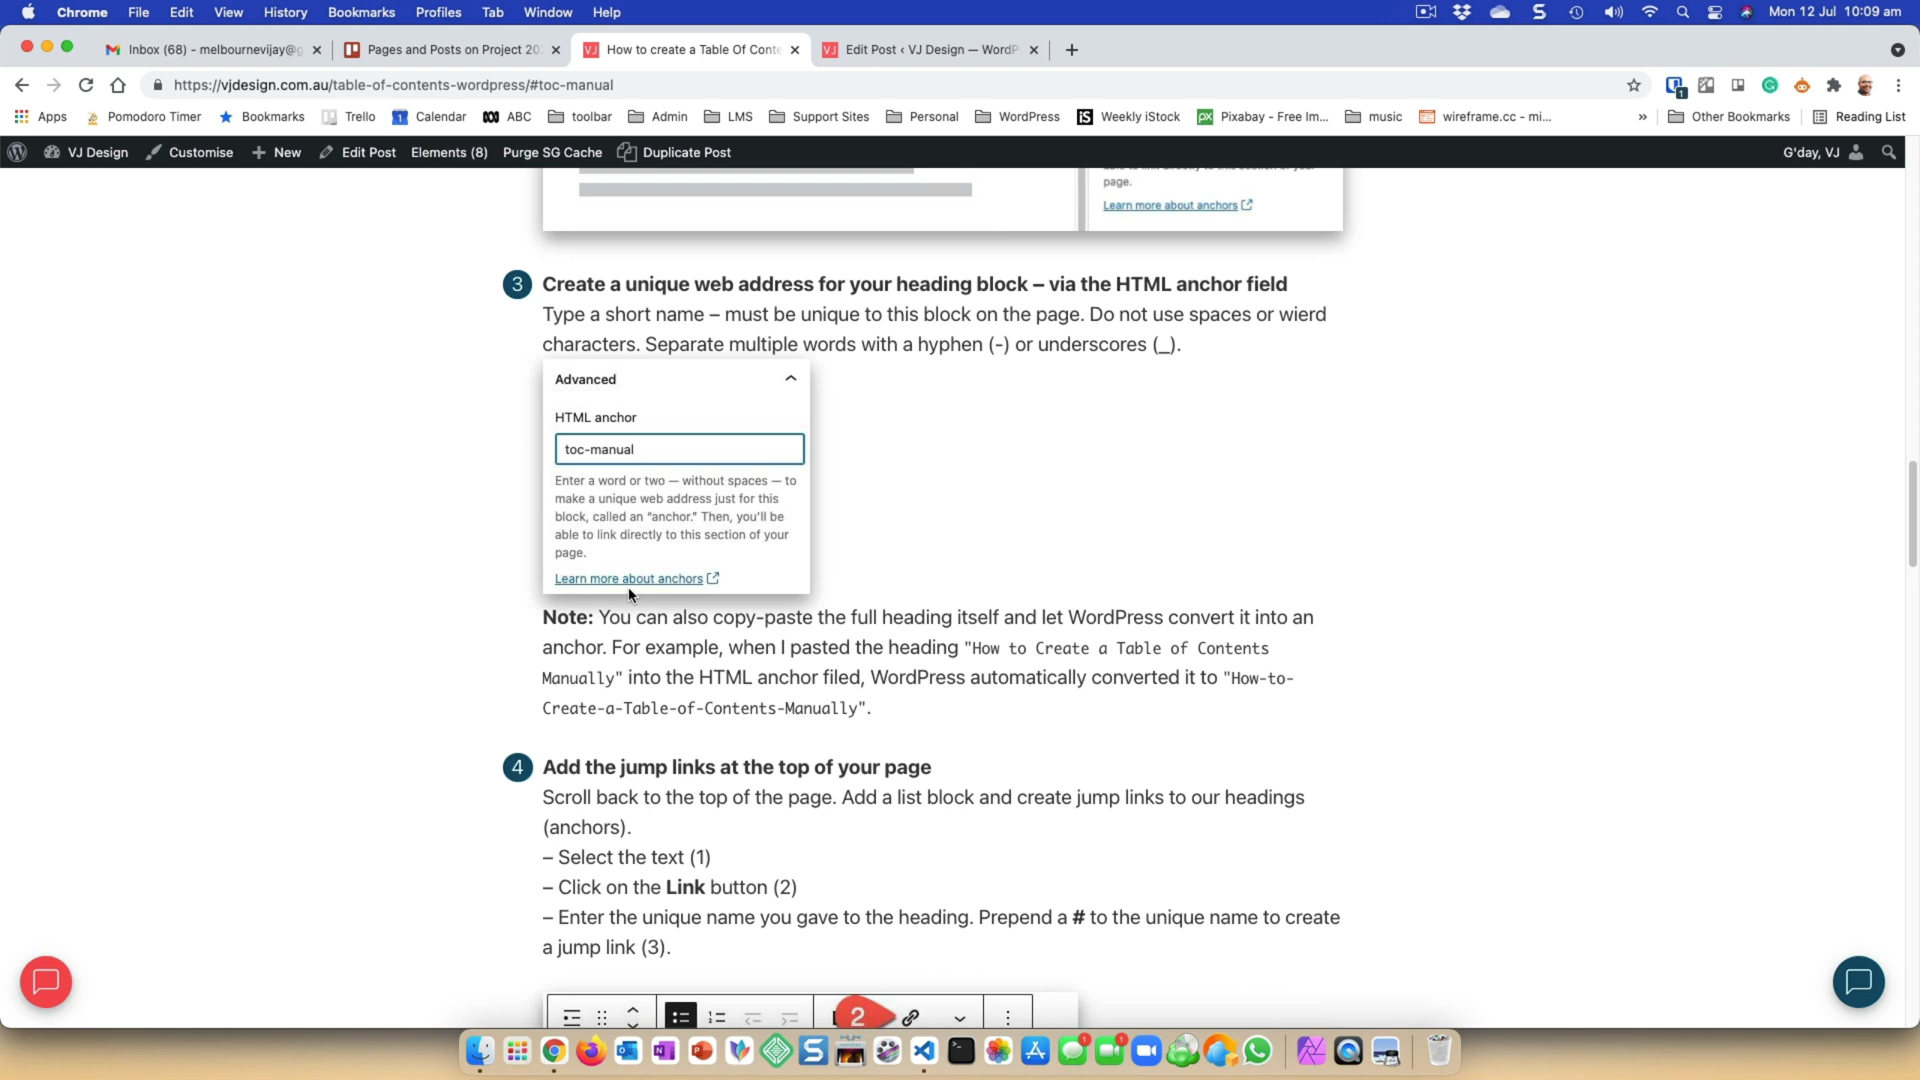 Chrome File Edit View History Bookmarks Profiles Tab Window Help Mon 12 Jul 10:09 am
Inbox (68) - melbournevijay@g Pages and Posts on Project 20 How to create a Table Of Conte Edit Post ‹ VJ Design — WordP
https://vjdesign.com.au/table-of-contents-wordpress/#toc-manual
Apps Pomodoro Timer Bookmarks Trello Calendar ABC toolbar Admin LMS Support Sites Personal WordPress Weekly iStock Pixabay - Free Im... music wireframe.cc - mi... » Other Bookmarks Reading List
VJ Design Customise New Edit Post Elements (8) Purge SG Cache Duplicate Post G'day, VJ
page.
Learn more about anchors
3 Create a unique web address for your heading block – via the HTML anchor field
Type a short name – must be unique to this block on the page. Do not use spaces or wierd
characters. Separate multiple words with a hyphen (-) or underscores (_).
Advanced
HTML anchor
toc-manual
Enter a word or two — without spaces — to
make a unique web address just for this
block, called an “anchor.” Then, you’ll be
able to link directly to this section of your
page.
Learn more about anchors
Note: You can also copy-paste the full heading itself and let WordPress convert it into an
anchor. For example, when I pasted the heading "How to Create a Table of Contents
Manually" into the HTML anchor filed, WordPress automatically converted it to "How-to-
Create-a-Table-of-Contents-Manually".
4 Add the jump links at the top of your page
Scroll back to the top of the page. Add a list block and create jump links to our headings
(anchors).
– Select the text (1)
– Click on the Link button (2)
– Enter the unique name you gave to the heading. Prepend a # to the unique name to create
a jump link (3).
2